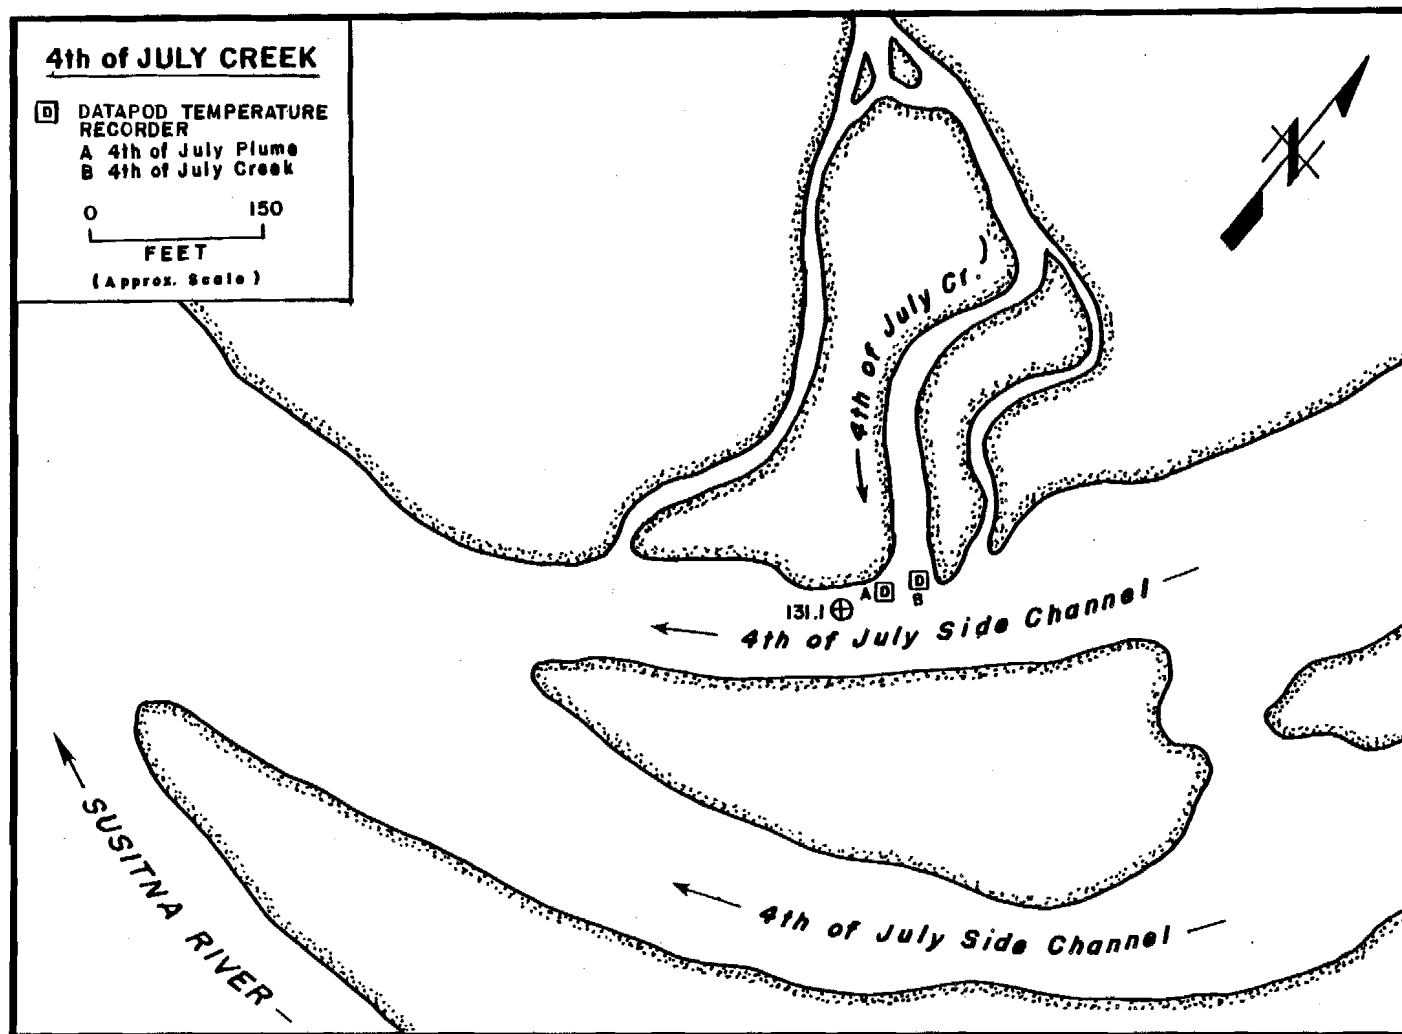 4th of JULY CREEK
D DATAPOD TEMPERATURE
RECORDER
A 4th of July Plume
B 4th of July Creek
0 150
FEET
(Approx. Scale)
N
4th of July Cr.)
A D
D
B
131.1
4th of July Side Channel
SUSITNA RIVER
4th of July Side Channel